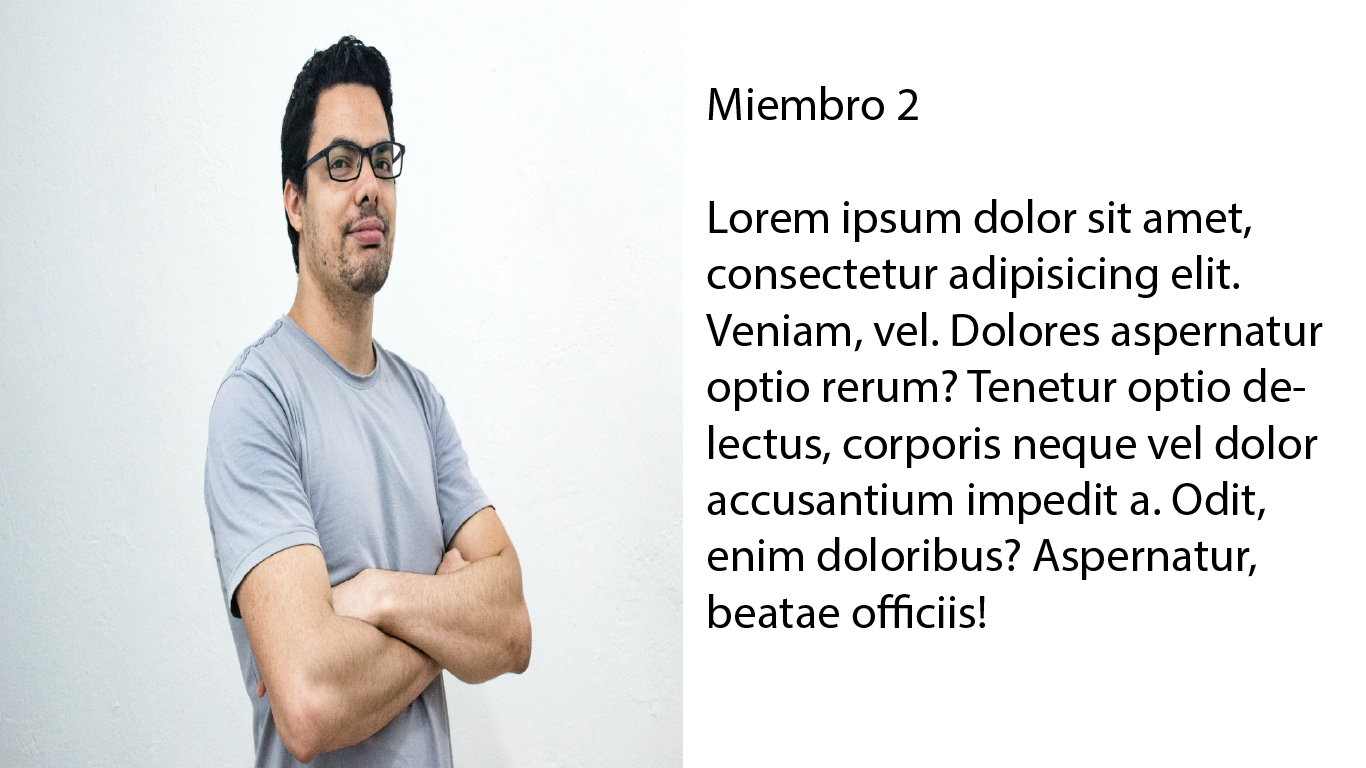 Miembro 2
Lorem ipsum dolor sit amet,
consectetur adipisicing elit.
Veniam, vel. Dolores aspernatur
optio rerum? Tenetur optio de-
lectus, corporis neque vel dolor
accusantium impedit a. Odit,
enim doloribus? Aspernatur,
beatae officiis!